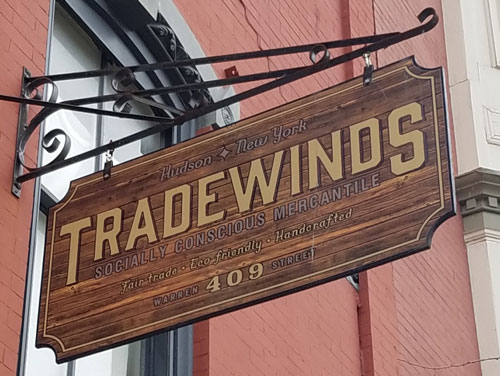 Hudson ✦ New York
TRADEWINDS
SOCIALLY CONSCIOUS MERCANTILE
Fair trade • Eco friendly • Handcrafted
WARREN 409 STREET